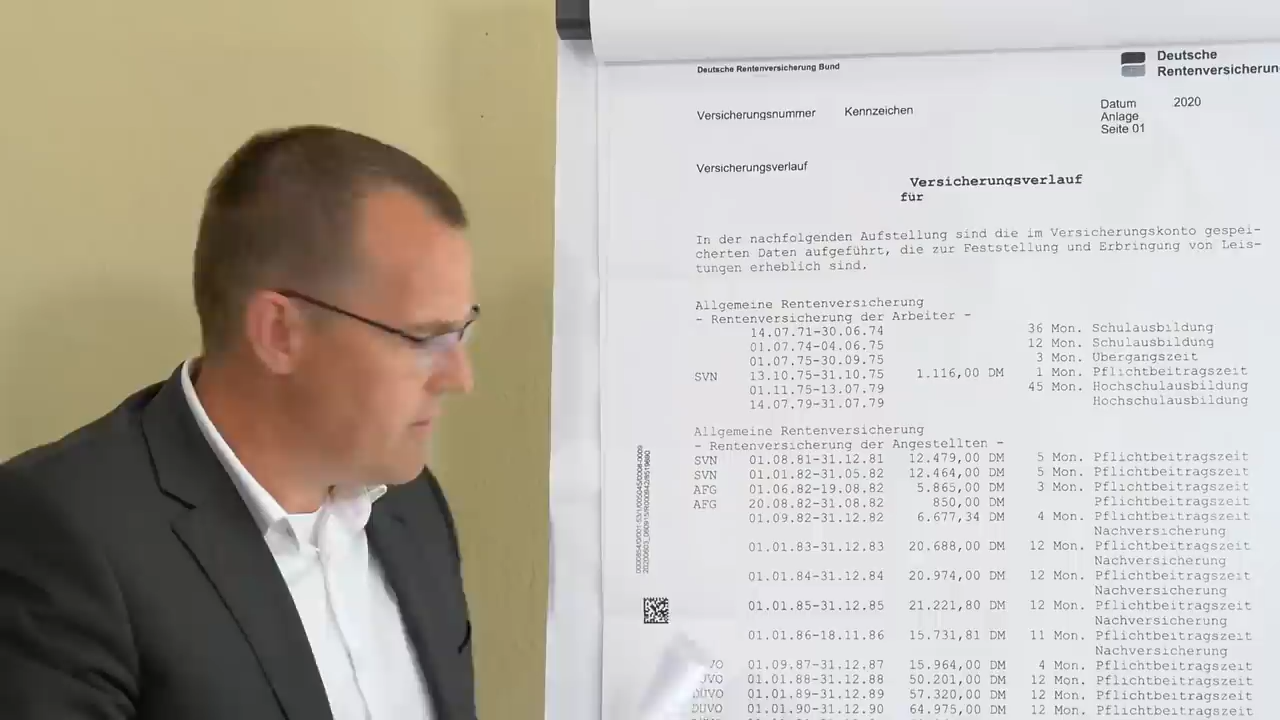 Deutsche Rentenversicherung Bund
Deutsche
Rentenversicherun
Versicherungsnummer Kennzeichen
Datum 2020
Anlage
Seite 01
Versicherungsverlauf
Versicherungsverlauf
für
In der nachfolgenden Aufstellung sind die im Versicherungskonto gespei-
cherten Daten aufgeführt, die zur Feststellung und Erbringung von Leis-
tungen erheblich sind.
Allgemeine Rentenversicherung
- Rentenversicherung der Arbeiter -
14.07.71-30.06.74 36 Mon. Schulausbildung
01.07.74-04.06.75 12 Mon. Schulausbildung
01.07.75-30.09.75 3 Mon. Übergangszeit
SVN 13.10.75-31.10.75 1.116,00 DM 1 Mon. Pflichtbeitragszeit
01.11.75-13.07.79 45 Mon. Hochschulausbildung
14.07.79-31.07.79 Hochschulausbildung
Allgemeine Rentenversicherung
- Rentenversicherung der Angestellten -
SVN 01.08.81-31.12.81 12.479,00 DM 5 Mon. Pflichtbeitragszeit
SVN 01.01.82-31.05.82 12.464,00 DM 5 Mon. Pflichtbeitragszeit
AFG 01.06.82-19.08.82 5.865,00 DM 3 Mon. Pflichtbeitragszeit
AFG 20.08.82-31.08.82 850,00 DM Pflichtbeitragszeit
01.09.82-31.12.82 6.677,34 DM 4 Mon. Pflichtbeitragszeit
Nachversicherung
01.01.83-31.12.83 20.688,00 DM 12 Mon. Pflichtbeitragszeit
Nachversicherung
01.01.84-31.12.84 20.974,00 DM 12 Mon. Pflichtbeitragszeit
Nachversicherung
01.01.85-31.12.85 21.221,80 DM 12 Mon. Pflichtbeitragszeit
Nachversicherung
01.01.86-18.11.86 15.731,81 DM 11 Mon. Pflichtbeitragszeit
Nachversicherung
ÜVO 01.09.87-31.12.87 15.964,00 DM 4 Mon. Pflichtbeitragszeit
DÜVO 01.01.88-31.12.88 50.201,00 DM 12 Mon. Pflichtbeitragszeit
DÜVO 01.01.89-31.12.89 57.320,00 DM 12 Mon. Pflichtbeitragszeit
DÜVO 01.01.90-31.12.90 64.975,00 DM 12 Mon. Pflichtbeitragszeit